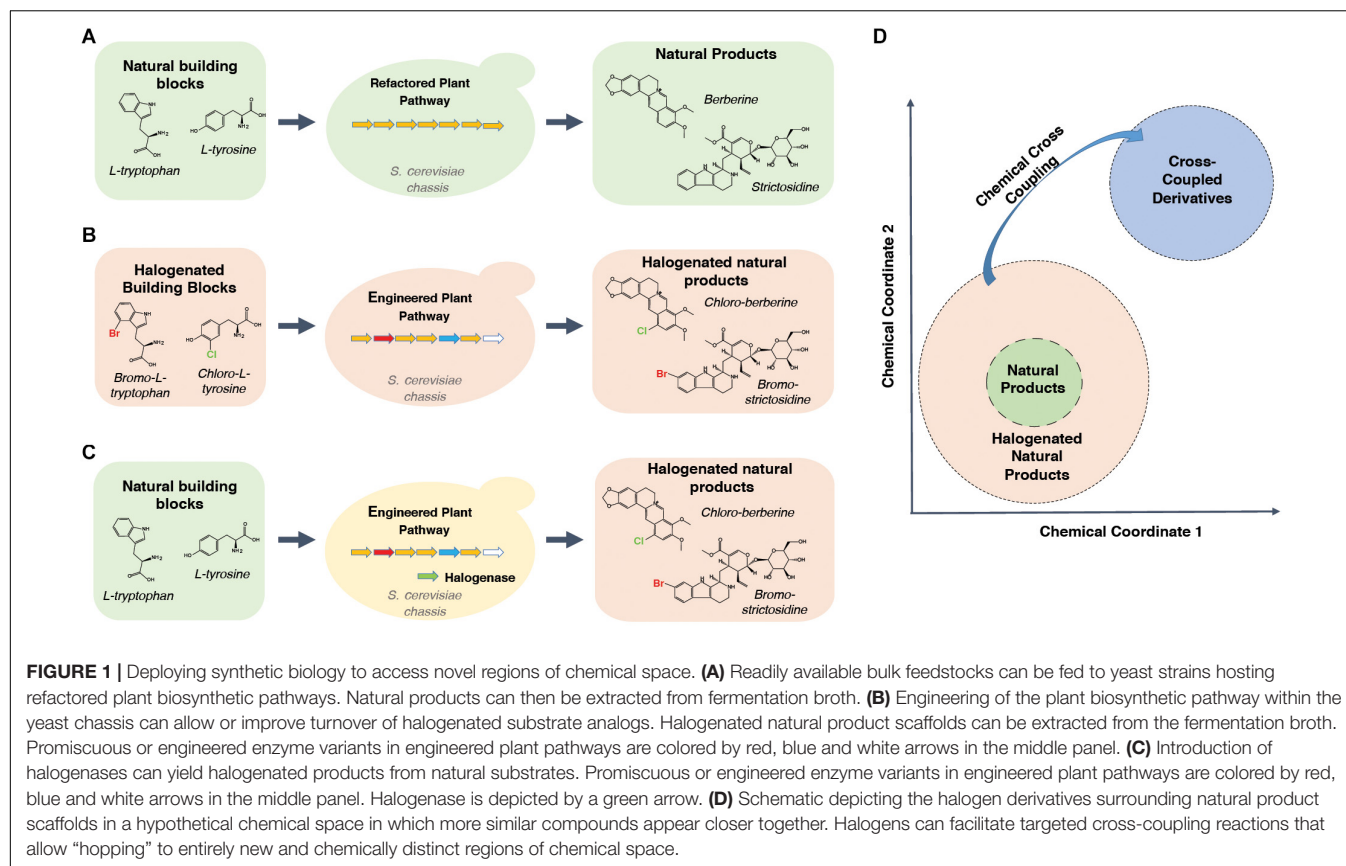 A
Natural building
blocks
L-tryptophan
L-tyrosine
NH
NH₂
O
OH
HO
O
OH
NH₂
Refactored Plant
Pathway
S. cerevisiae
chassis
Natural Products
Berberine
Strictosidine
B
Halogenated
Building Blocks
Br
Cl
Bromo-L-
tryptophan
Chloro-L-
tyrosine
Engineered Plant
Pathway
S. cerevisiae
chassis
Halogenated natural
products
Chloro-berberine
Cl
Br
Bromo-
strictosidine
C
Natural building
blocks
L-tryptophan
L-tyrosine
Engineered Plant
Pathway
Halogenase
S. cerevisiae
chassis
Halogenated natural
products
Chloro-berberine
Cl
Br
Bromo-
strictosidine
D
Chemical Coordinate 2
Chemical Cross
Coupling
Cross-
Coupled
Derivatives
Natural
Products
Halogenated
Natural
Products
Chemical Coordinate 1
FIGURE 1 | Deploying synthetic biology to access novel regions of chemical space. (A) Readily available bulk feedstocks can be fed to yeast strains hosting
refactored plant biosynthetic pathways. Natural products can then be extracted from fermentation broth. (B) Engineering of the plant biosynthetic pathway within the
yeast chassis can allow or improve turnover of halogenated substrate analogs. Halogenated natural product scaffolds can be extracted from the fermentation broth.
Promiscuous or engineered enzyme variants in engineered plant pathways are colored by red, blue and white arrows in the middle panel. (C) Introduction of
halogenases can yield halogenated products from natural substrates. Promiscuous or engineered enzyme variants in engineered plant pathways are colored by red,
blue and white arrows in the middle panel. Halogenase is depicted by a green arrow. (D) Schematic depicting the halogen derivatives surrounding natural product
scaffolds in a hypothetical chemical space in which more similar compounds appear closer together. Halogens can facilitate targeted cross-coupling reactions that
allow “hopping” to entirely new and chemically distinct regions of chemical space.